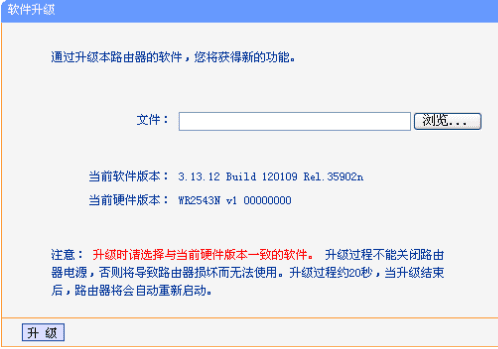 软件升级
通过升级本路由器的软件，您将获得新的功能。
文件： 浏览...
当前软件版本： 3.13.12 Build 120109 Rel.35902n
当前硬件版本： WR2543N v1 00000000
注意： 升级时请选择与当前硬件版本一致的软件。 升级过程不能关闭路由
器电源，否则将导致路由器损坏而无法使用。升级过程约20秒，当升级结束
后，路由器将会自动重新启动。
升 级